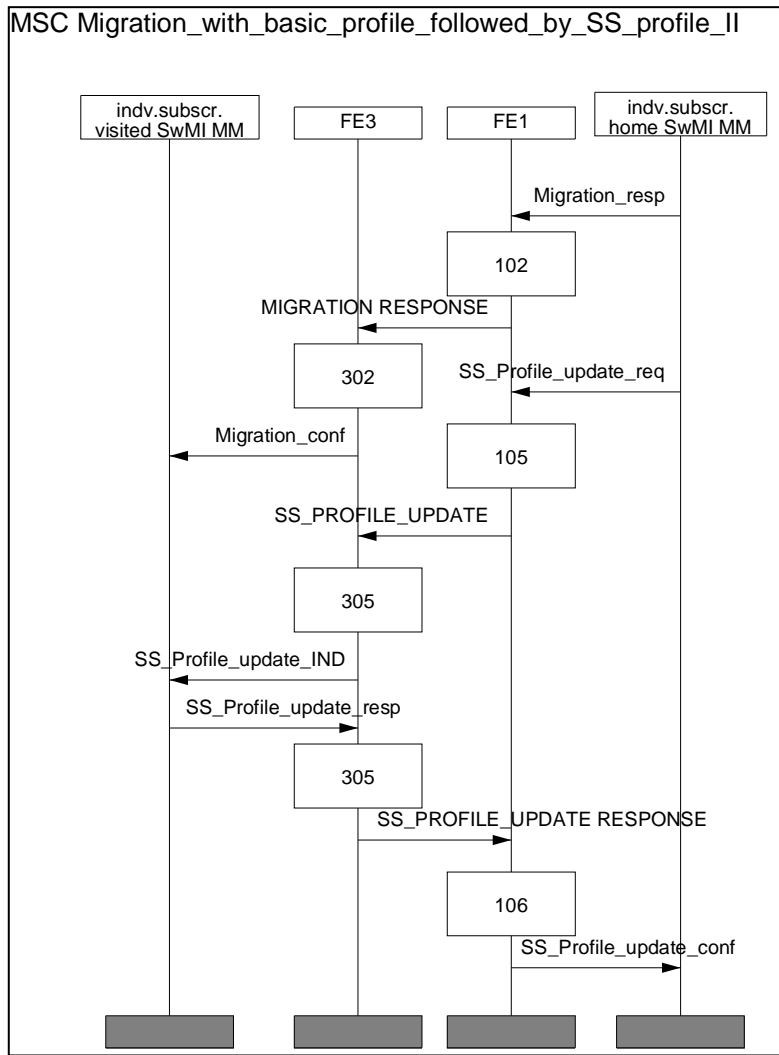 MSC Migration_with_basic_profile_followed_by_SS_profile_II
indv.subscr.
visited SwMI MM
FE3
FE1
indv.subscr.
home SwMI MM
Migration_resp
102
MIGRATION RESPONSE
302
SS_Profile_update_req
Migration_conf
105
SS_PROFILE_UPDATE
305
SS_Profile_update_IND
SS_Profile_update_resp
305
SS_PROFILE_UPDATE RESPONSE
106
SS_Profile_update_conf